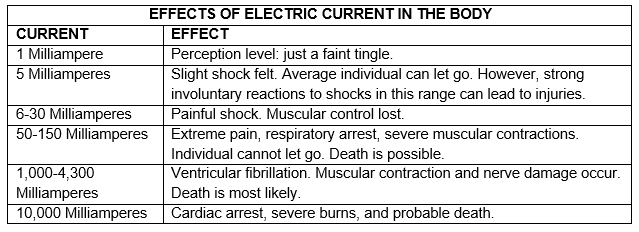 EFFECTS OF ELECTRIC CURRENT IN THE BODY
CURRENT EFFECT
1 Milliampere Perception level: just a faint tingle.
5 Milliamperes Slight shock felt. Average individual can let go. However, strong
involuntary reactions to shocks in this range can lead to injuries.
6-30 Milliamperes Painful shock. Muscular control lost.
50-150 Milliamperes Extreme pain, respiratory arrest, severe muscular contractions.
Individual cannot let go. Death is possible.
1,000-4,300 Ventricular fibrillation. Muscular contraction and nerve damage occur.
Milliamperes Death is most likely.
10,000 Milliamperes Cardiac arrest, severe burns, and probable death.